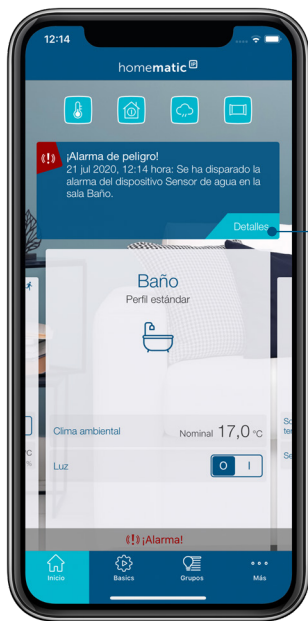 12:14
homematic IP
¡Alarma de peligro!
21 jul 2020, 12:14 hora: Se ha disparado la
alarma del dispositivo Sensor de agua en la
sala Baño.
Detalles
Baño
Perfil estándar
Clima ambiental Nominal 17,0 °C
Luz O I
¡Alarma!
Inicio Basics Grupos Más